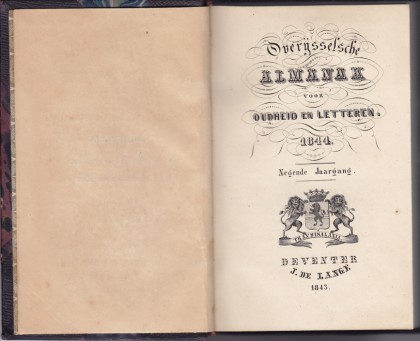 Overijsselsche
ALMANAK
VOOR
OUDHEID EN LETTEREN.
1844.
Negende Jaargang.
DEVENTER
J. DE LANGE
1843